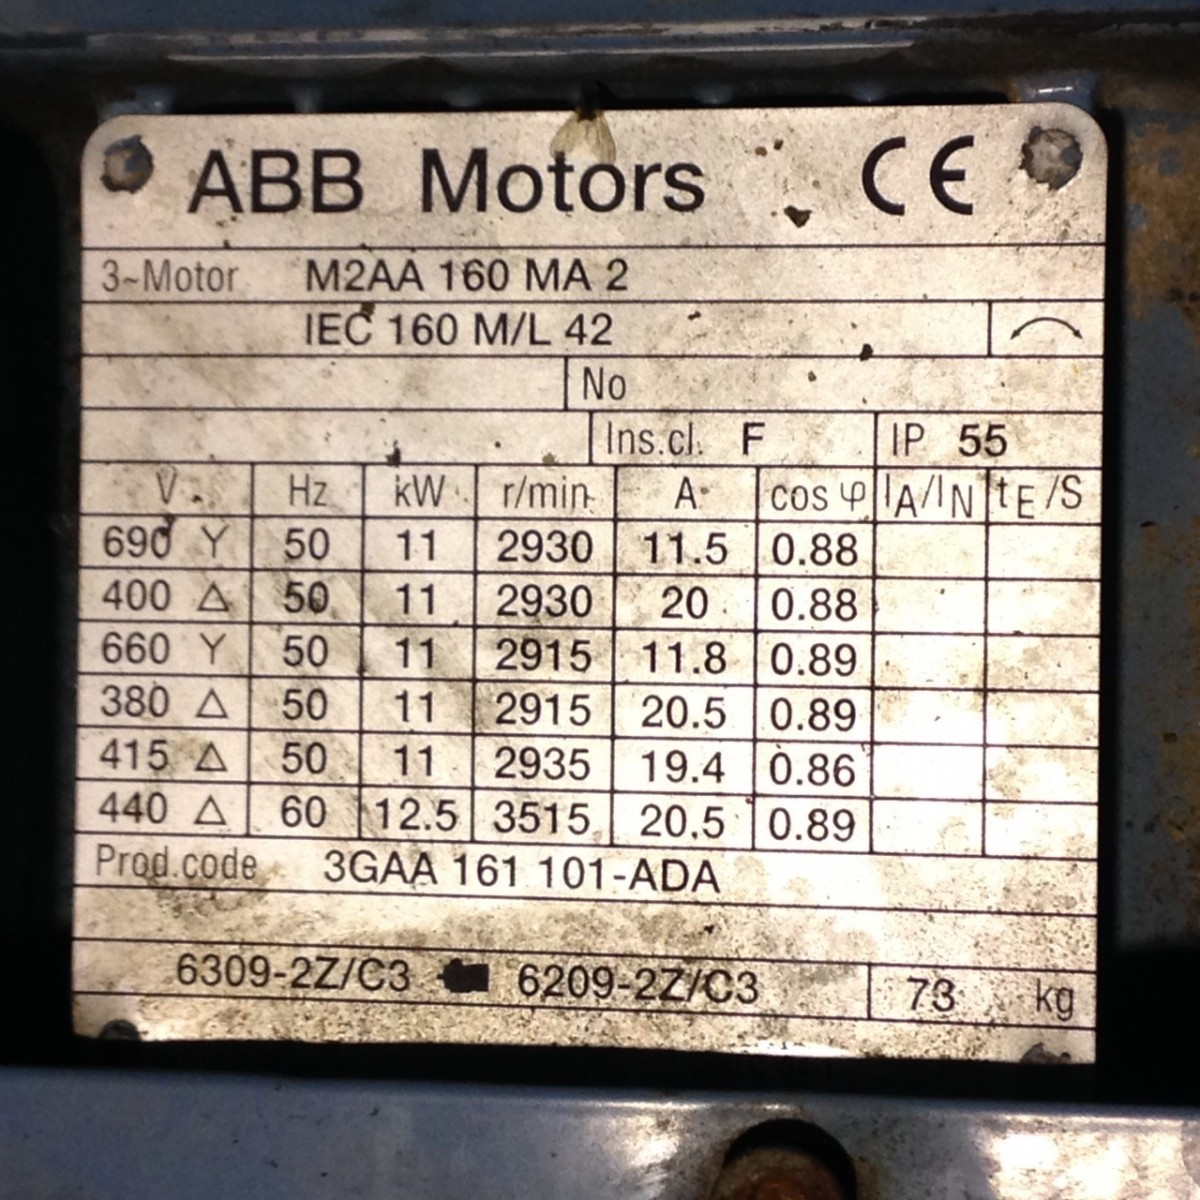 ABB Motors CE
3~Motor M2AA 160 MA 2
IEC 160 M/L 42
No
Ins.cl. F IP 55
V Hz kW r/min A cos φ IA/IN tE/S
690 Y 50 11 2930 11.5 0.88
400 Δ 50 11 2930 20 0.88
660 Y 50 11 2915 11.8 0.89
380 Δ 50 11 2915 20.5 0.89
415 Δ 50 11 2935 19.4 0.86
440 Δ 60 12.5 3515 20.5 0.89
Prod.code 3GAA 161 101-ADA
6309-2Z/C3 6209-2Z/C3 73 kg